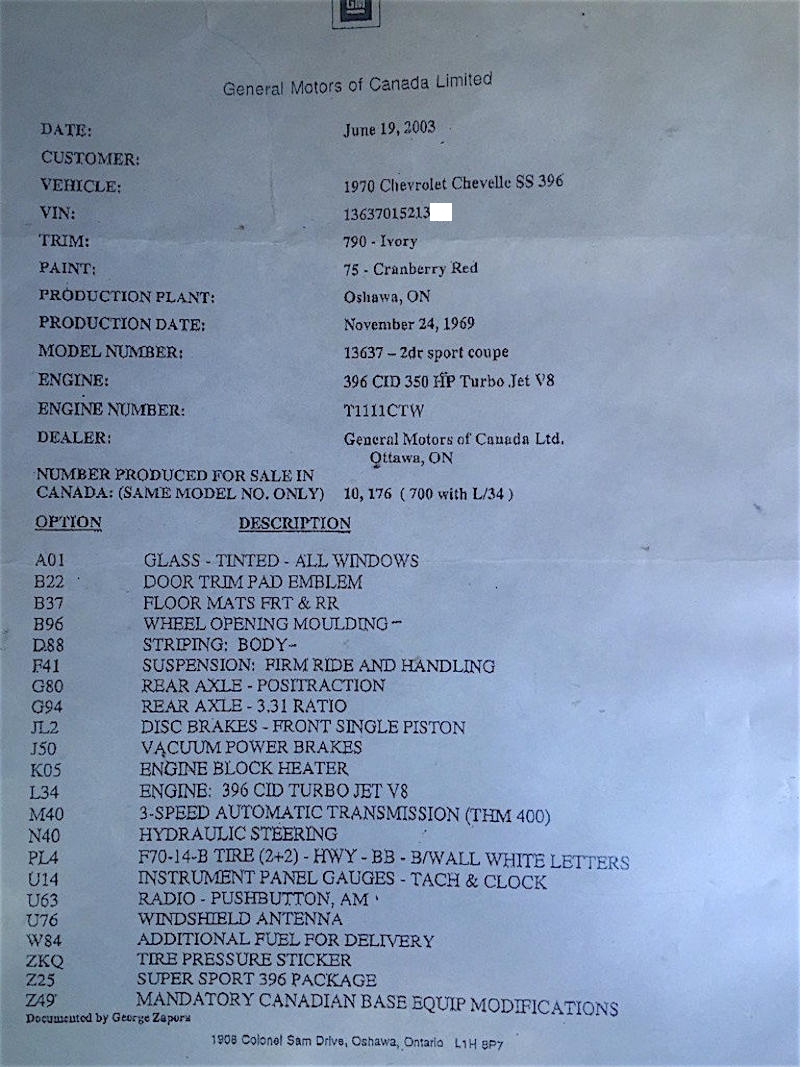 GM
General Motors of Canada Limited
DATE: June 19, 2003
CUSTOMER:
VEHICLE: 1970 Chevrolet Chevelle SS 396
VIN: 13637015213
TRIM: 790 - Ivory
PAINT: 75 - Cranberry Red
PRODUCTION PLANT: Oshawa, ON
PRODUCTION DATE: November 24, 1969
MODEL NUMBER: 13637 – 2dr sport coupe
ENGINE: 396 CID 350 HP Turbo Jet V8
ENGINE NUMBER: T1111CTW
DEALER: General Motors of Canada Ltd.
Ottawa, ON
NUMBER PRODUCED FOR SALE IN
CANADA: (SAME MODEL NO. ONLY) 10, 176 ( 700 with L/34 )
OPTION DESCRIPTION
A01 GLASS - TINTED - ALL WINDOWS
B22 DOOR TRIM PAD EMBLEM
B37 FLOOR MATS FRT & RR
B96 WHEEL OPENING MOULDING -
D88 STRIPING: BODY-
F41 SUSPENSION: FIRM RIDE AND HANDLING
G80 REAR AXLE - POSITRACTION
G94 REAR AXLE - 3.31 RATIO
JL2 DISC BRAKES - FRONT SINGLE PISTON
J50 VACUUM POWER BRAKES
K05 ENGINE BLOCK HEATER
L34 ENGINE: 396 CID TURBO JET V8
M40 3-SPEED AUTOMATIC TRANSMISSION (THM 400)
N40 HYDRAULIC STEERING
PL4 F70-14-B TIRE (2+2) - HWY - BB - B/WALL WHITE LETTERS
U14 INSTRUMENT PANEL GAUGES - TACH & CLOCK
U63 RADIO - PUSHBUTTON, AM
U76 WINDSHIELD ANTENNA
W84 ADDITIONAL FUEL FOR DELIVERY
ZKQ TIRE PRESSURE STICKER
Z25 SUPER SPORT 396 PACKAGE
Z49 MANDATORY CANADIAN BASE EQUIP MODIFICATIONS
Documented by George Zapora
1908 Colonel Sam Drive, Oshawa, Ontario L1H 8P7